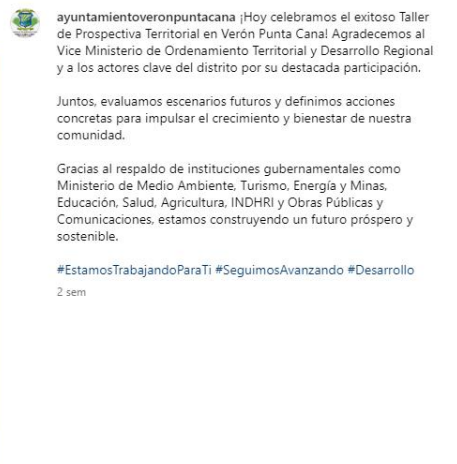 ayuntamientoveronpuntacana ¡Hoy celebramos el exitoso Taller
de Prospectiva Territorial en Verón Punta Cana! Agradecemos al
Vice Ministerio de Ordenamiento Territorial y Desarrollo Regional
y a los actores clave del distrito por su destacada participación.
Juntos, evaluamos escenarios futuros y definimos acciones
concretas para impulsar el crecimiento y bienestar de nuestra
comunidad.
Gracias al respaldo de instituciones gubernamentales como
Ministerio de Medio Ambiente, Turismo, Energía y Minas,
Educación, Salud, Agricultura, INDHRI y Obras Públicas y
Comunicaciones, estamos construyendo un futuro próspero y
sostenible.
#EstamosTrabajandoParaTi #SeguimosAvanzando #Desarrollo
2 sem